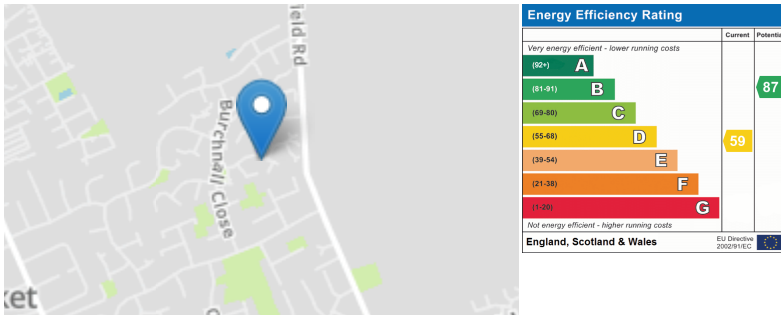 ield Rd
Burchnall Close
ket
Energy Efficiency Rating
Current
Potentia
Very energy efficient - lower running costs
(92+) A
(81-91) B
87
(69-80) C
(55-68) D
59
(39-54) E
(21-38) F
(1-20) G
Not energy efficient - higher running costs
England, Scotland & Wales
EU Directive
2002/91/EC